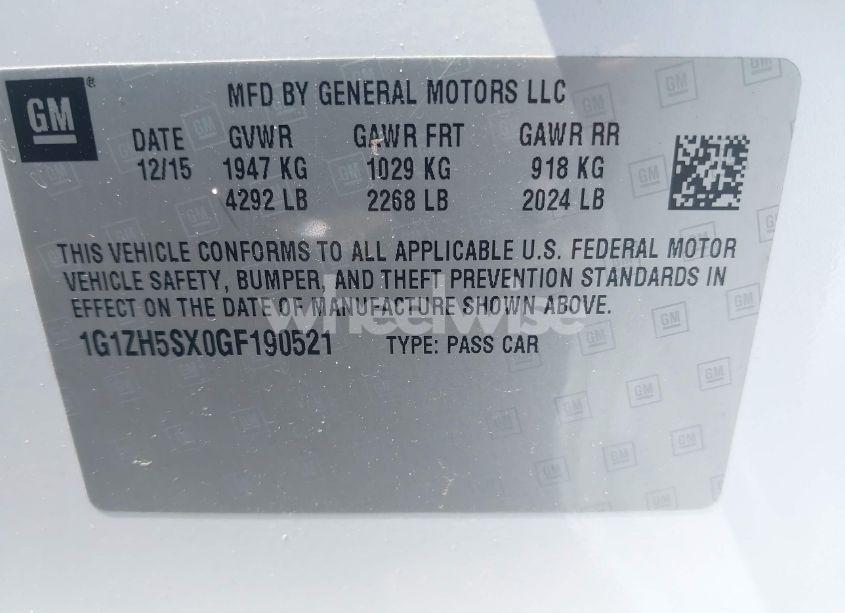 GM ®
MFD BY GENERAL MOTORS LLC
DATE GVWR GAWR FRT GAWR RR
12/15 1947 KG 1029 KG 918 KG
4292 LB 2268 LB 2024 LB
THIS VEHICLE CONFORMS TO ALL APPLICABLE U.S. FEDERAL MOTOR
VEHICLE SAFETY, BUMPER, AND THEFT PREVENTION STANDARDS IN
EFFECT ON THE DATE OF MANUFACTURE SHOWN ABOVE.
wheelwise
1G1ZH5SX0GF190521 TYPE: PASS CAR